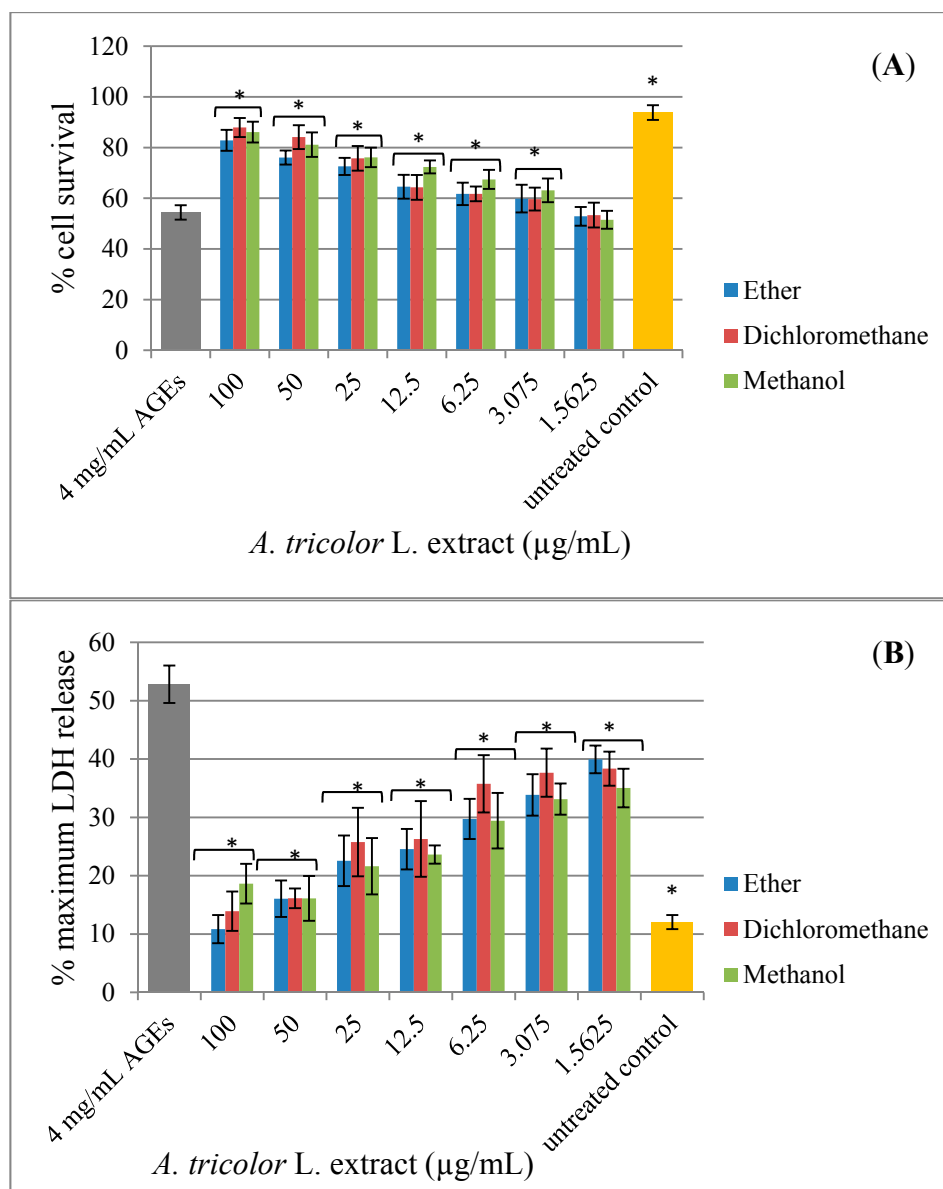 (A)
120
100
80
60
40
20
0
% cell survival
*
*
*
*
*
*
*
Ether
Dichloromethane
Methanol
4 mg/mL AGEs
100
50
25
12.5
6.25
3.075
1.5625
untreated control
A. tricolor L. extract (µg/mL)
(B)
60
50
40
30
20
10
0
% maximum LDH release
*
*
*
*
*
*
*
*
Ether
Dichloromethane
Methanol
4 mg/mL AGEs
100
50
25
12.5
6.25
3.075
1.5625
untreated control
A. tricolor L. extract (µg/mL)